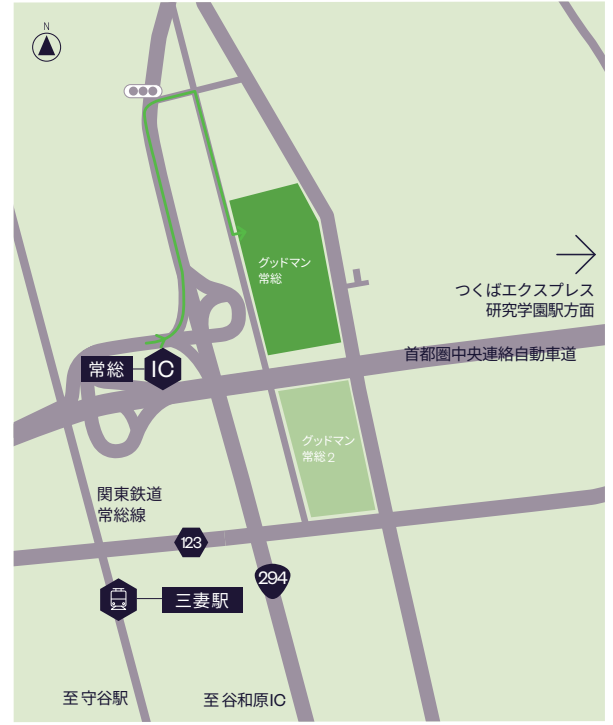 N
グッドマン
常総
つくばエクスプレス
研究学園駅方面
首都圏中央連絡自動車道
常総
IC
グッドマン
常総2
関東鉄道
常総線
123
294
三妻駅
至守谷駅
至谷和原IC